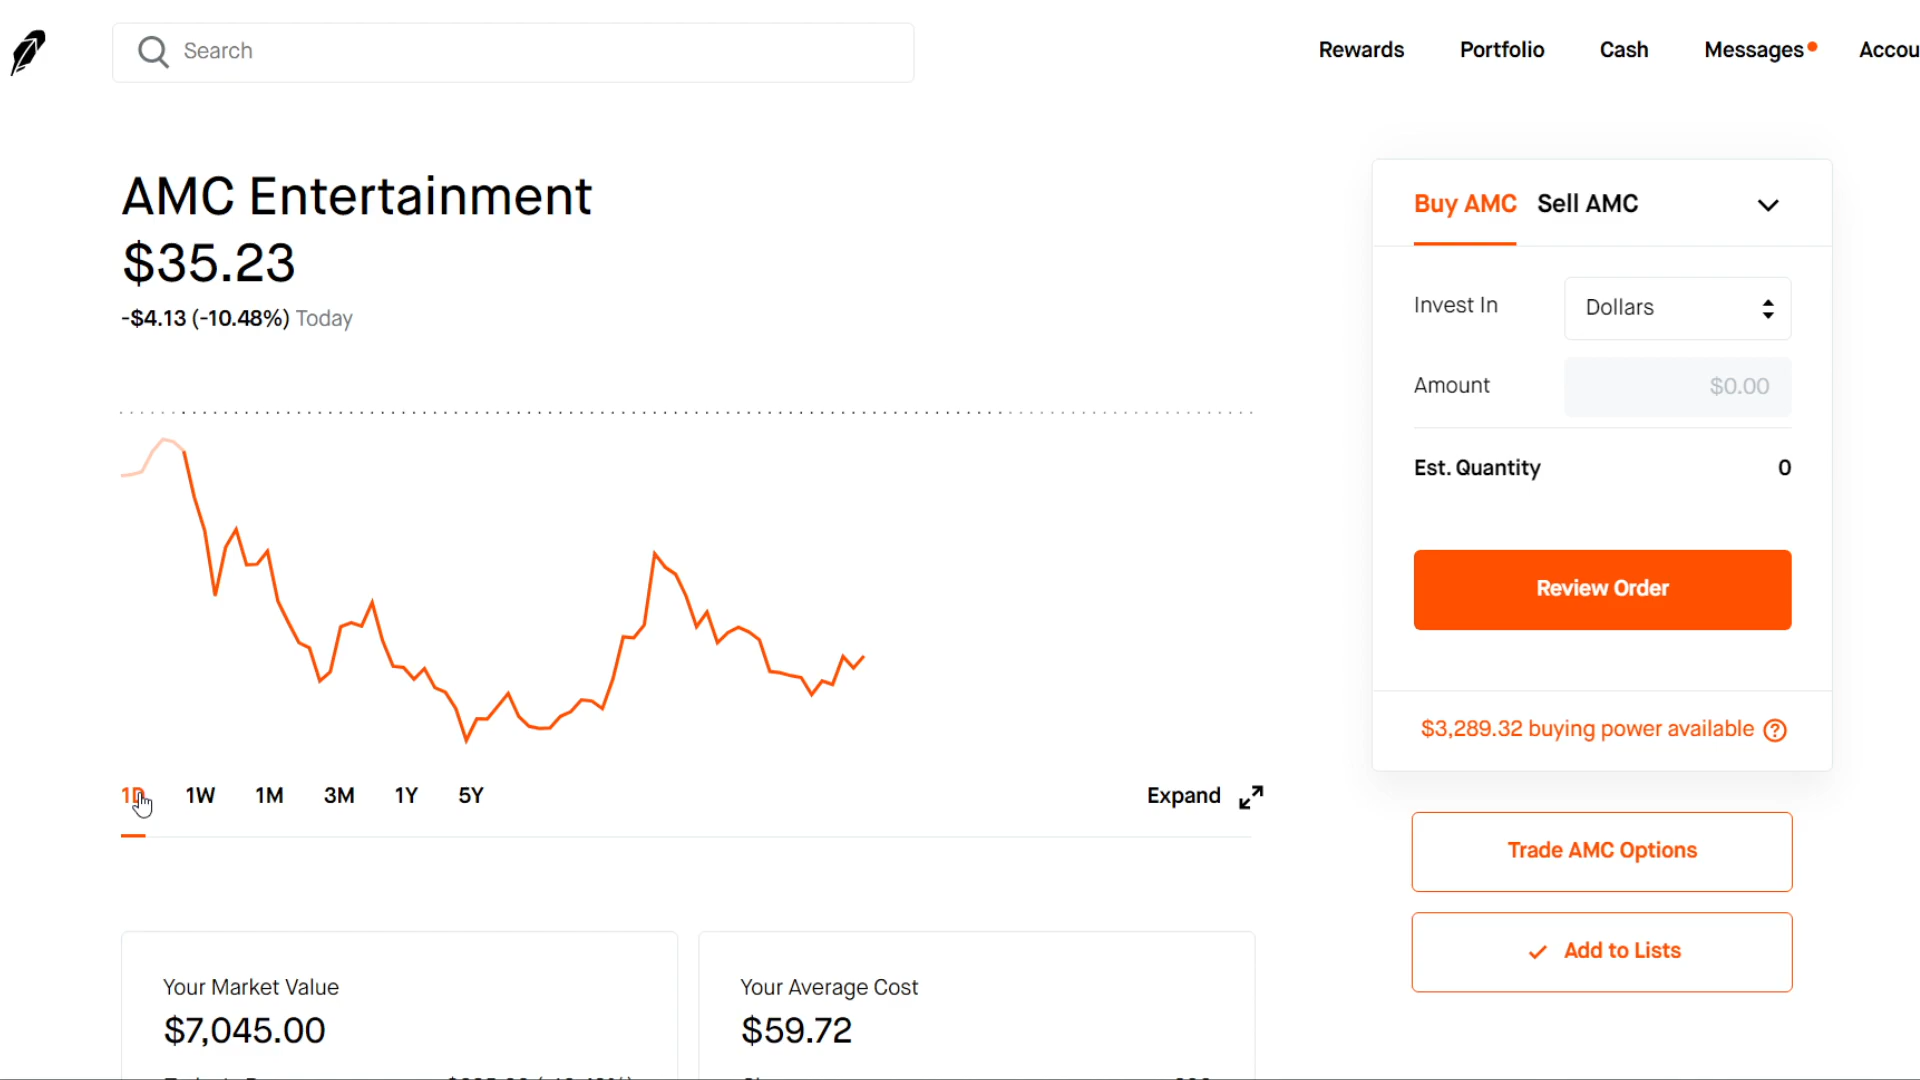 Search
Rewards Portfolio Cash Messages Accou
AMC Entertainment
$35.23
-$4.13 (-10.48%) Today
Buy AMC Sell AMC
Invest In Dollars
Amount $0.00
Est. Quantity 0
Review Order
$3,289.32 buying power available ?
1D 1W 1M 3M 1Y 5Y Expand
Trade AMC Options
Add to Lists
Your Market Value
$7,045.00
Your Average Cost
$59.72